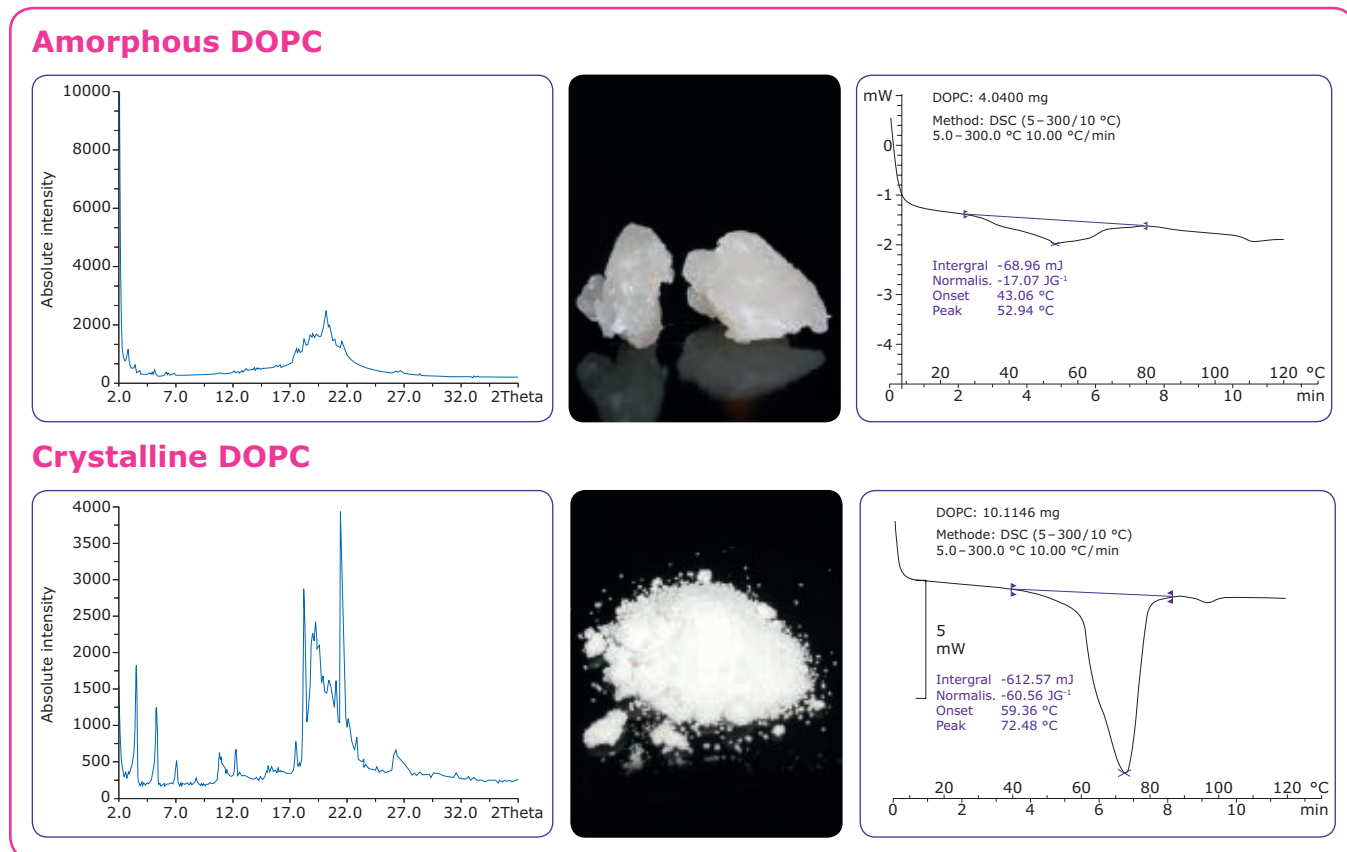 Amorphous DOPC
Absolute intensity
10000
8000
6000
4000
2000
0
2.0 7.0 12.0 17.0 22.0 27.0 32.0 2Theta
mW
0
-1
-2
-3
-4
DOPC: 4.0400 mg
Method: DSC (5–300/10 °C)
5.0–300.0 °C 10.00 °C/min
Intergral -68.96 mJ
Normalis. -17.07 JG-1
Onset 43.06 °C
Peak 52.94 °C
20 40 60 80 100 120 °C
0 2 4 6 8 10 min
Crystalline DOPC
Absolute intensity
4000
3500
3000
2500
2000
1500
1000
500
0
2.0 7.0 12.0 17.0 22.0 27.0 32.0 2Theta
DOPC: 10.1146 mg
Methode: DSC (5–300/10 °C)
5.0–300.0 °C 10.00 °C/min
5
mW
Intergral -612.57 mJ
Normalis. -60.56 JG-1
Onset 59.36 °C
Peak 72.48 °C
20 40 60 80 100 120 °C
0 2 4 6 8 10 min